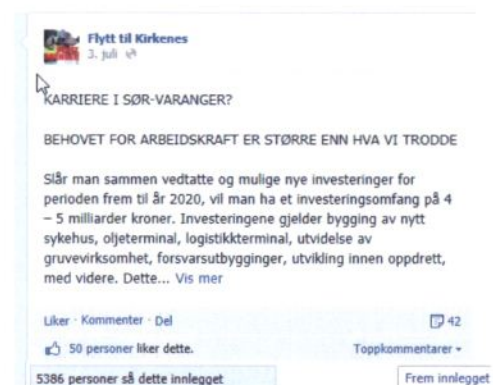 Flytt til Kirkenes
3. juli
KARRIERE I SØR-VARANGER?
BEHOVET FOR ARBEIDSKRAFT ER STØRRE ENN HVA VI TRODDE
Slår man sammen vedtatte og mulige nye investeringer for
perioden frem til år 2020, vil man ha et investeringsomfang på 4
– 5 milliarder kroner. Investeringene gjelder bygging av nytt
sykehus, oljeterminal, logistikkterminal, utvidelse av
gruvevirksomhet, forsvarsutbygginger, utvikling innen oppdrett,
med videre. Dette... Vis mer
Liker · Kommenter · Del 42
50 personer liker dette. Toppkommentarer
5386 personer så dette innlegget Frem innlegget